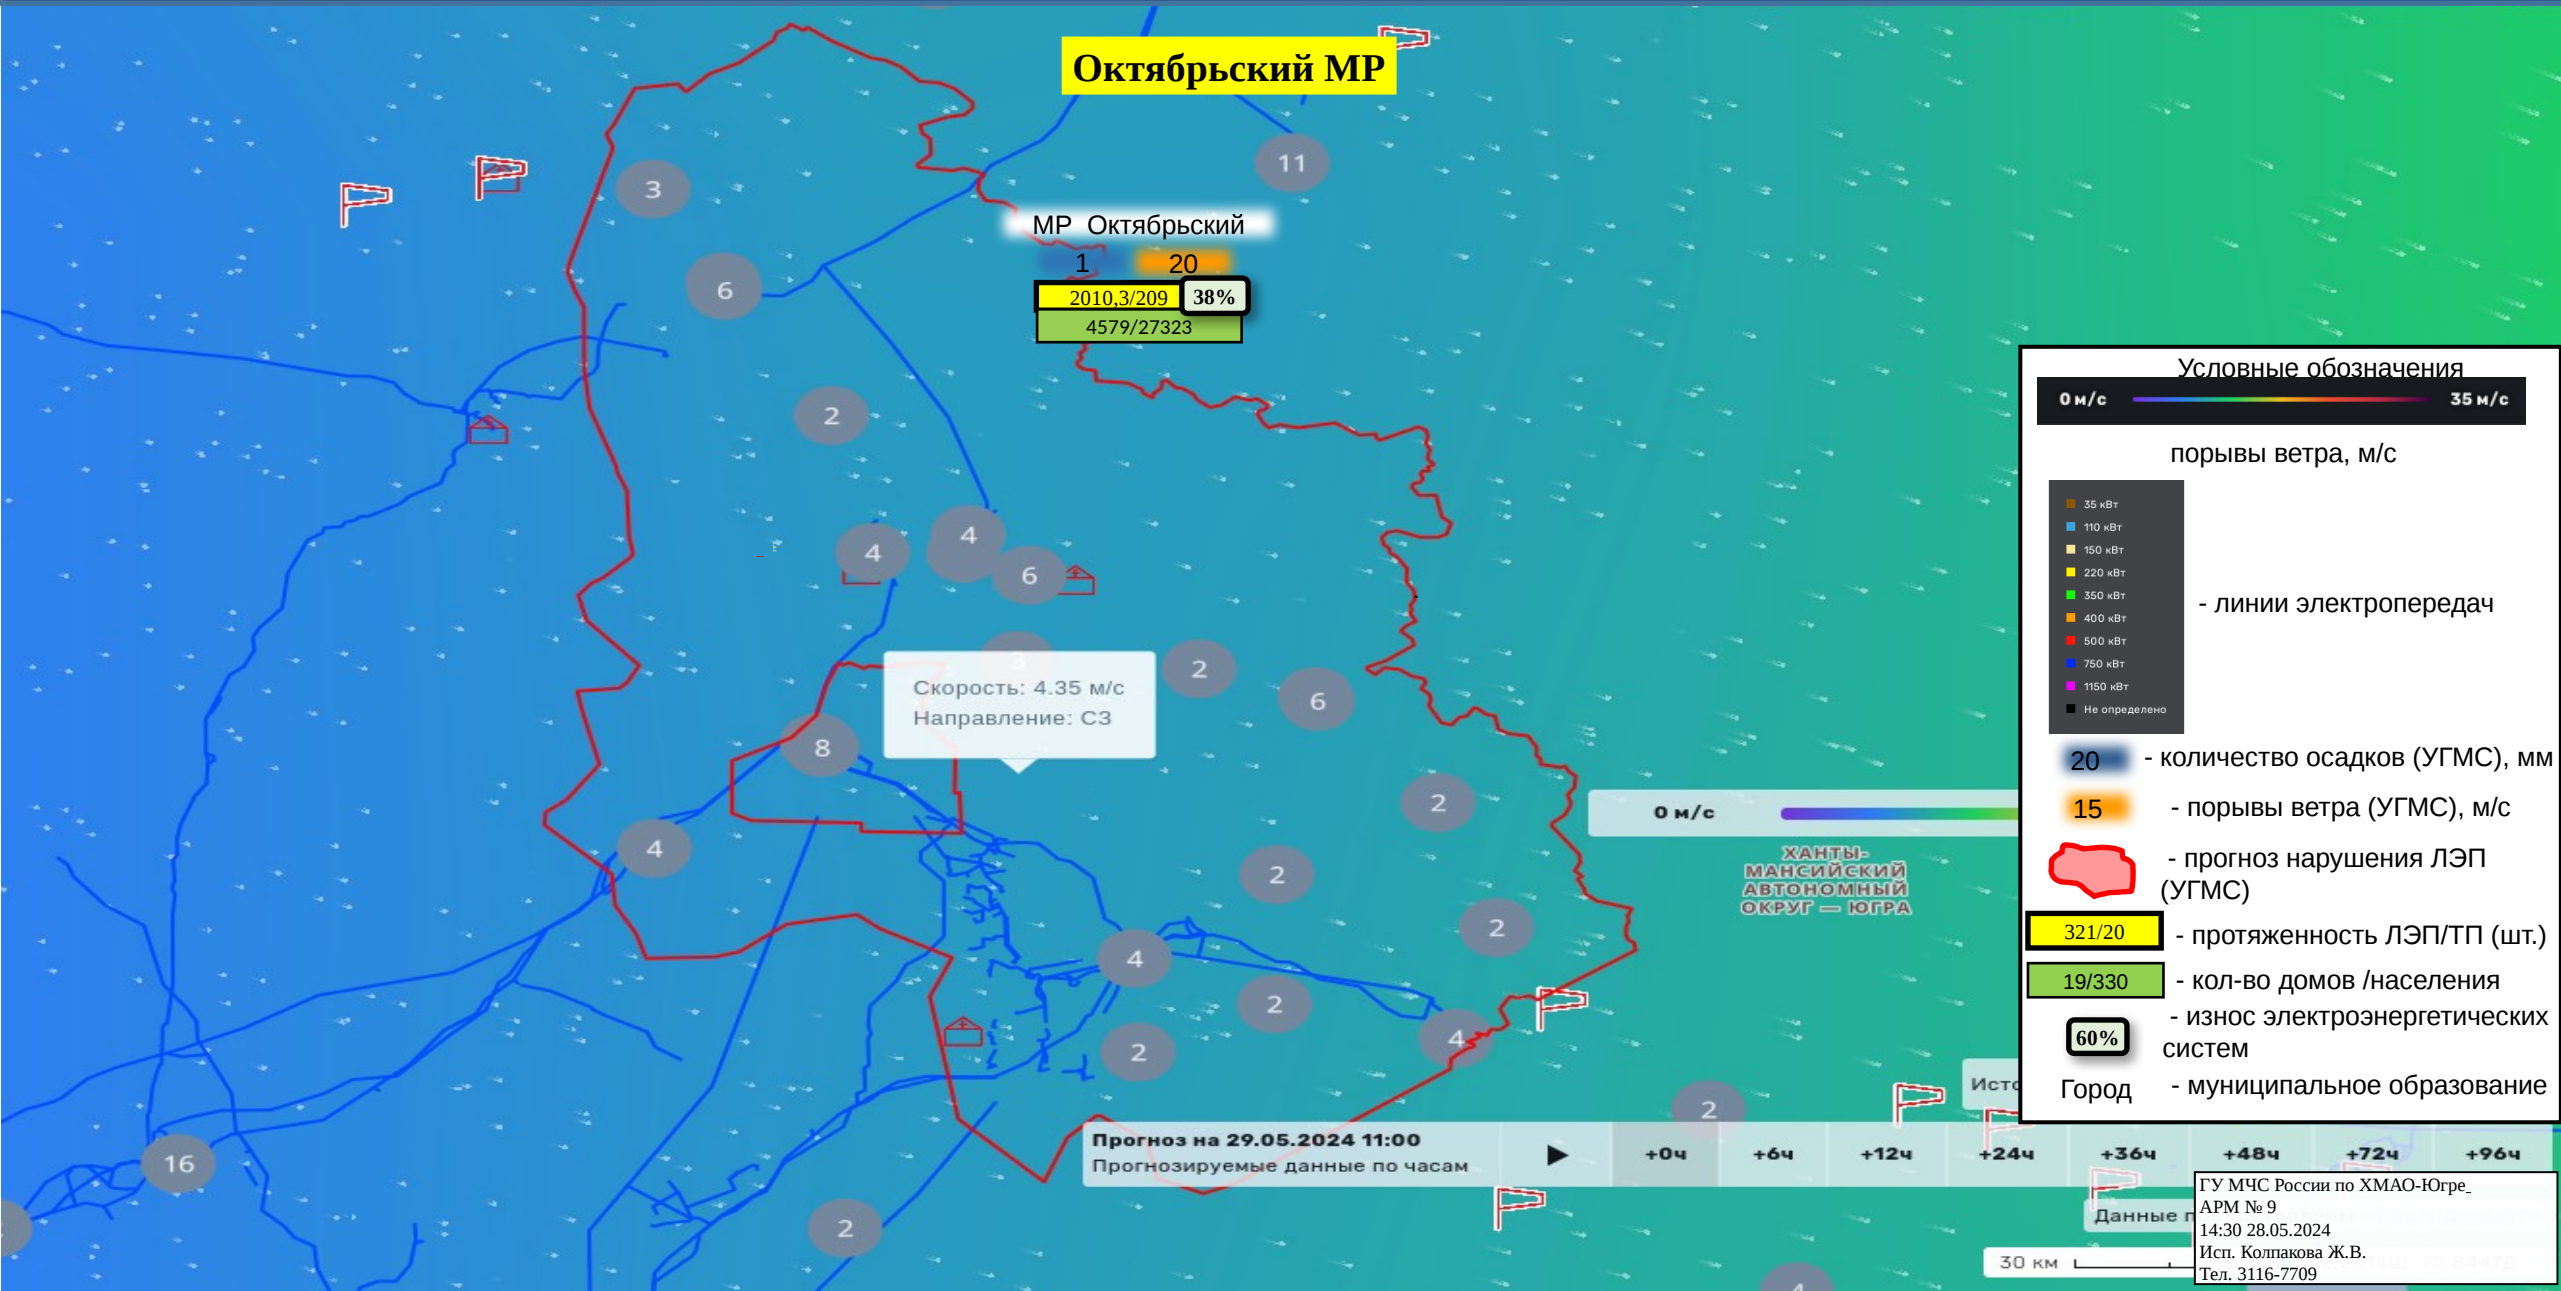 Октябрьский МР
11
3
МР Октябрьский
1 20
6
2010,3/209 38%
4579/27323
2
4
4
6
3
2
6
Скорость: 4.35 м/с
Направление: СЗ
8
2
4
2
2
4
2
4
2
2
16
2
4
0 м/с
ХАНТЫ-
МАНСИЙСКИЙ
АВТОНОМНЫЙ
ОКРУГ — ЮГРА
Условные обозначения
0 м/с 35 м/с
порывы ветра, м/с
35 кВт
110 кВт
150 кВт
220 кВт
350 кВт
400 кВт
500 кВт
750 кВт
1150 кВт
Не определено
- линии электропередач
20 - количество осадков (УГМС), мм
15 - порывы ветра (УГМС), м/с
- прогноз нарушения ЛЭП
(УГМС)
321/20 - протяженность ЛЭП/ТП (шт.)
19/330 - кол-во домов /населения
- износ электроэнергетических
60% систем
Город - муниципальное образование
Прогноз на 29.05.2024 11:00
Прогнозируемые данные по часам
+0ч +6ч +12ч +24ч +36ч +48ч +72ч +96ч
2
Данные
30 км
ГУ МЧС России по ХМАО-Югре
АРМ № 9
14:30 28.05.2024
Исп. Колпакова Ж.В.
Тел. 3116-7709